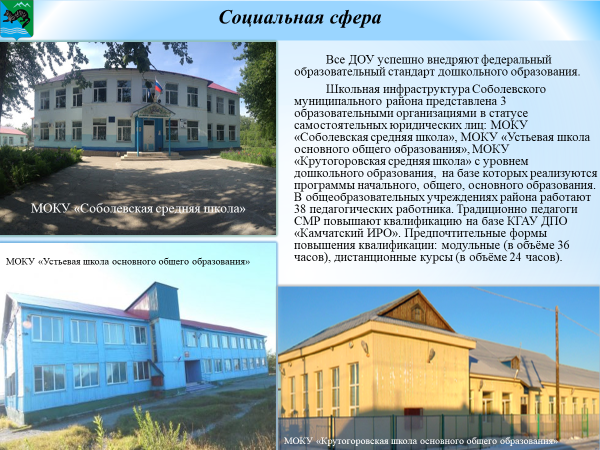 Социальная сфера
Все ДОУ успешно внедряют федеральный
образовательный стандарт дошкольного образования.
Школьная инфраструктура Соболевского
муниципального района представлена 3
образовательными организациями в статусе
самостоятельных юридических лиц: МОКУ
«Соболевская средняя школа», МОКУ «Устьевая школа
основного общего образования», МОКУ
«Крутогоровская средняя школа» с уровнем
дошкольного образования, на базе которых реализуются
программы начального, общего, основного образования.
В общеобразовательных учреждениях района работают
38 педагогических работника. Традиционно педагоги
СМР повышают квалификацию на базе КГАУ ДПО
«Камчатский ИРО». Предпочтительные формы
повышения квалификации: модульные (в объёме 36
часов), дистанционные курсы (в объёме 24 часов).
МОКУ «Соболевская средняя школа»
МОКУ «Устьевая школа основного общего образования»
МОКУ «Крутогоровская школа основного общего образования»